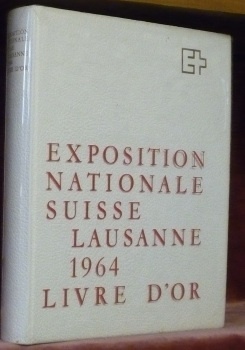 EXPOSITION
NATIONALE
SUISSE
LAUSANNE
1964
LIVRE D'OR